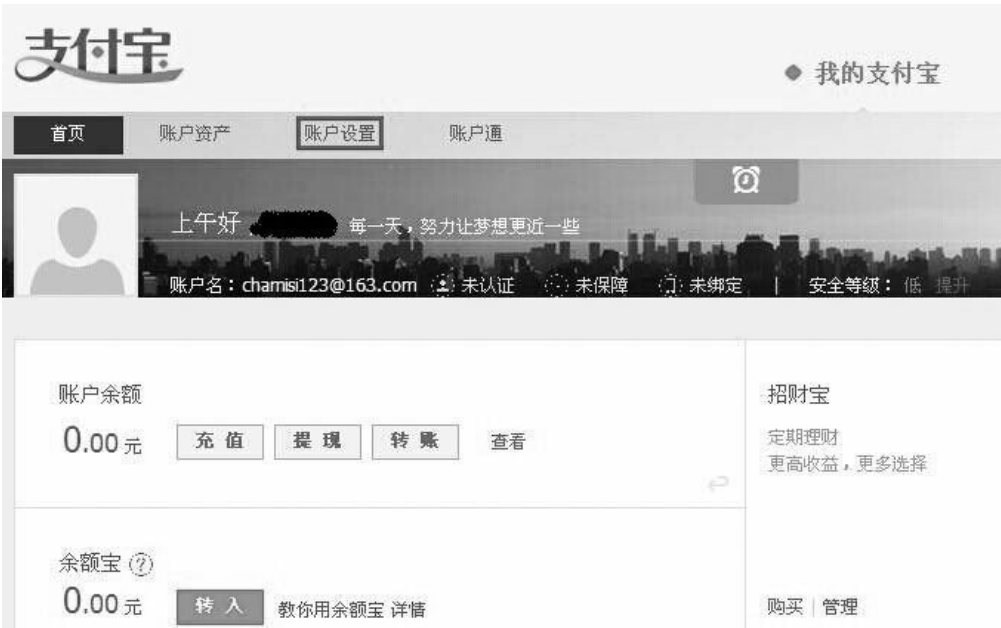 支付宝
我的支付宝
首页 账户资产 账户设置 账户通
上午好 每一天，努力让梦想更近一些
账户名：chamisi123@163.com 未认证 未保障 未绑定 | 安全等级：低 提升
账户余额
0.00 元 充值 提现 转账 查看
招财宝
定期理财
更高收益，更多选择
余额宝 ?
0.00 元 转入 教你用余额宝 详情
购买 | 管理